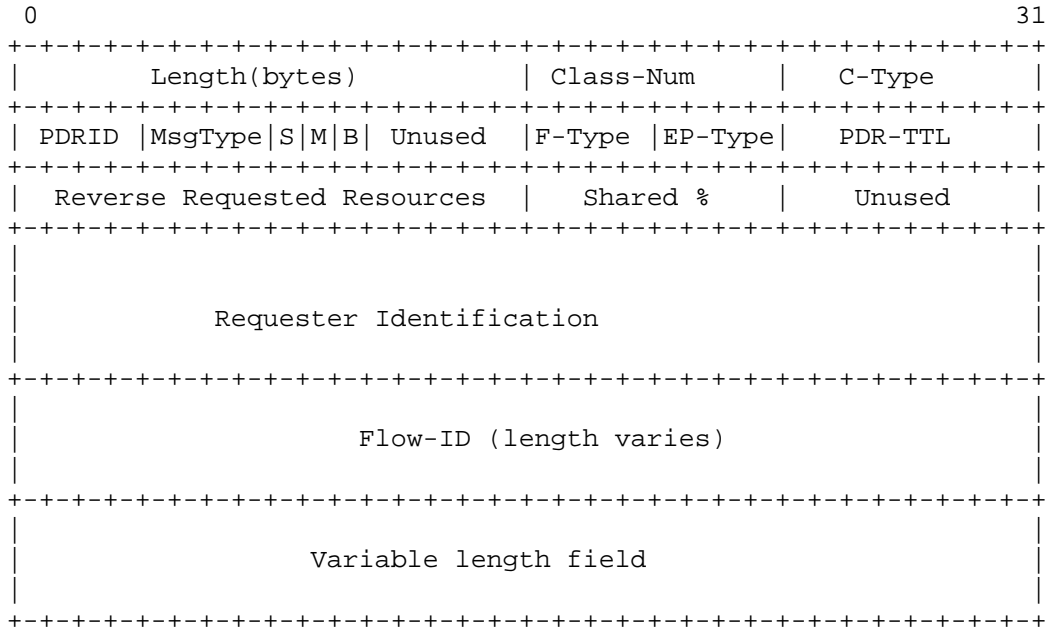 0                                                             31
+-+-+-+-+-+-+-+-+-+-+-+-+-+-+-+-+-+-+-+-+-+-+-+-+-+-+-+-+-+-+-+-+
|        Length(bytes)          | Class-Num     |   C-Type      |
+-+-+-+-+-+-+-+-+-+-+-+-+-+-+-+-+-+-+-+-+-+-+-+-+-+-+-+-+-+-+-+-+
| PDRID |MsgType|S|M|B| Unused  |F-Type |EP-Type|   PDR-TTL     |
+-+-+-+-+-+-+-+-+-+-+-+-+-+-+-+-+-+-+-+-+-+-+-+-+-+-+-+-+-+-+-+-+
|  Reverse Requested Resources  |   Shared %    |    Unused     |
+-+-+-+-+-+-+-+-+-+-+-+-+-+-+-+-+-+-+-+-+-+-+-+-+-+-+-+-+-+-+-+-+
|                                                               |
|                                                               |
|            Requester Identification                           |
|                                                               |
+-+-+-+-+-+-+-+-+-+-+-+-+-+-+-+-+-+-+-+-+-+-+-+-+-+-+-+-+-+-+-+-+
|                                                               |
|                     Flow-ID (length varies)                   |
|                                                               |
+-+-+-+-+-+-+-+-+-+-+-+-+-+-+-+-+-+-+-+-+-+-+-+-+-+-+-+-+-+-+-+-+
|                                                               |
|                  Variable length field                        |
|                                                               |
+-+-+-+-+-+-+-+-+-+-+-+-+-+-+-+-+-+-+-+-+-+-+-+-+-+-+-+-+-+-+-+-+